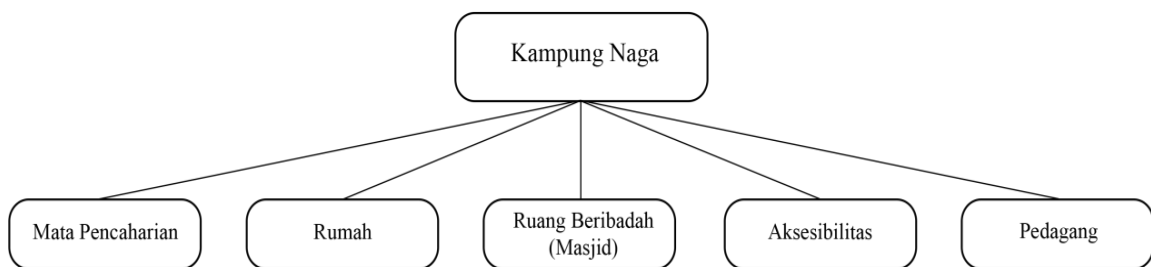 Kampung Naga
Mata Pencaharian
Rumah
Ruang Beribadah
(Masjid)
Aksesibilitas
Pedagang